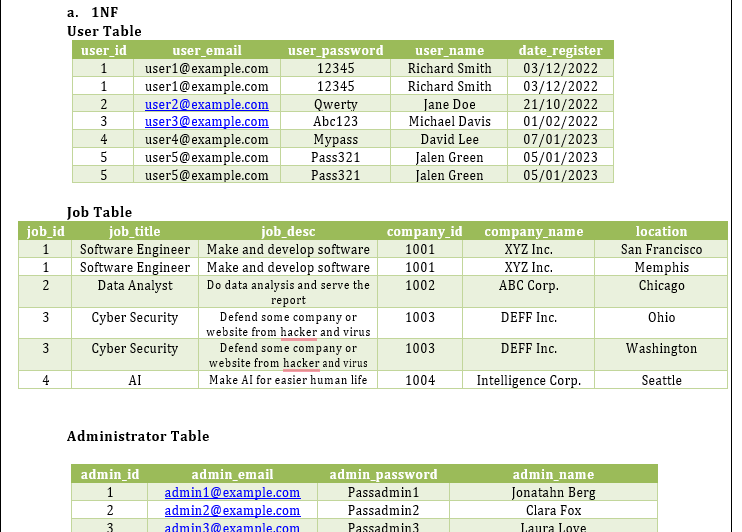 a. 1NF
User Table
user_id user_email user_password user_name date_register
1 user1@example.com 12345 Richard Smith 03/12/2022
1 user1@example.com 12345 Richard Smith 03/12/2022
2 user2@example.com Qwerty Jane Doe 21/10/2022
3 user3@example.com Abc123 Michael Davis 01/02/2022
4 user4@example.com Mypass David Lee 07/01/2023
5 user5@example.com Pass321 Jalen Green 05/01/2023
5 user5@example.com Pass321 Jalen Green 05/01/2023
Job Table
job_id job_title job_desc company_id company_name location
1 Software Engineer Make and develop software 1001 XYZ Inc. San Francisco
1 Software Engineer Make and develop software 1001 XYZ Inc. Memphis
2 Data Analyst Do data analysis and serve the 1002 ABC Corp. Chicago
report
3 Cyber Security Defend some company or 1003 DEFF Inc. Ohio
website from hacker and virus
3 Cyber Security Defend some company or 1003 DEFF Inc. Washington
website from hacker and virus
4 AI Make AI for easier human life 1004 Intelligence Corp. Seattle
Administrator Table
admin_id admin_email admin_password admin_name
1 admin1@example.com Passadmin1 Jonatahn Berg
2 admin2@example.com Passadmin2 Clara Fox
3 admin3@example.com Passadmin3 Laura Love